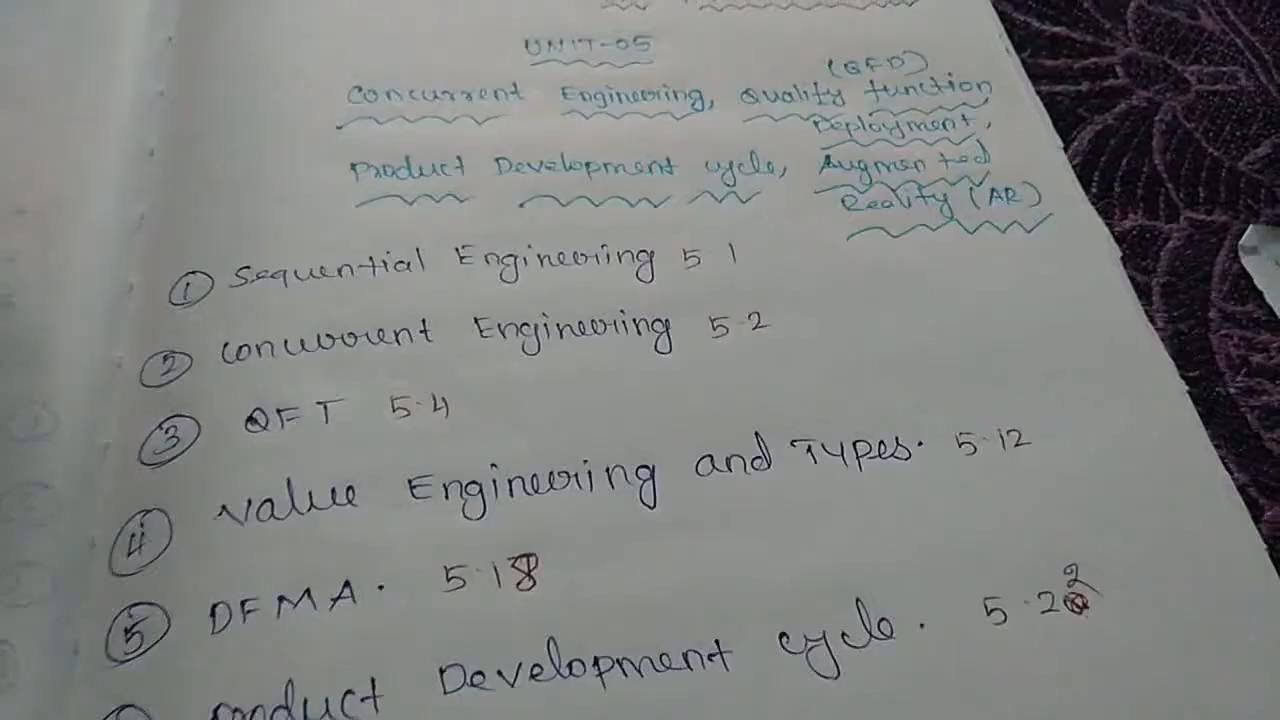 UNIT-05
(QFD)
Concurrent Engineering, Quality function
Deployment,
Product Development cycle, Augmented
Reality (AR)
① Sequential Engineering 5.1
② Concurrent Engineering 5.2
③ QFT 5.4
④ Value Engineering and Types. 5.12
⑤ DFMA. 5.18
Product Development cycle. 5.22